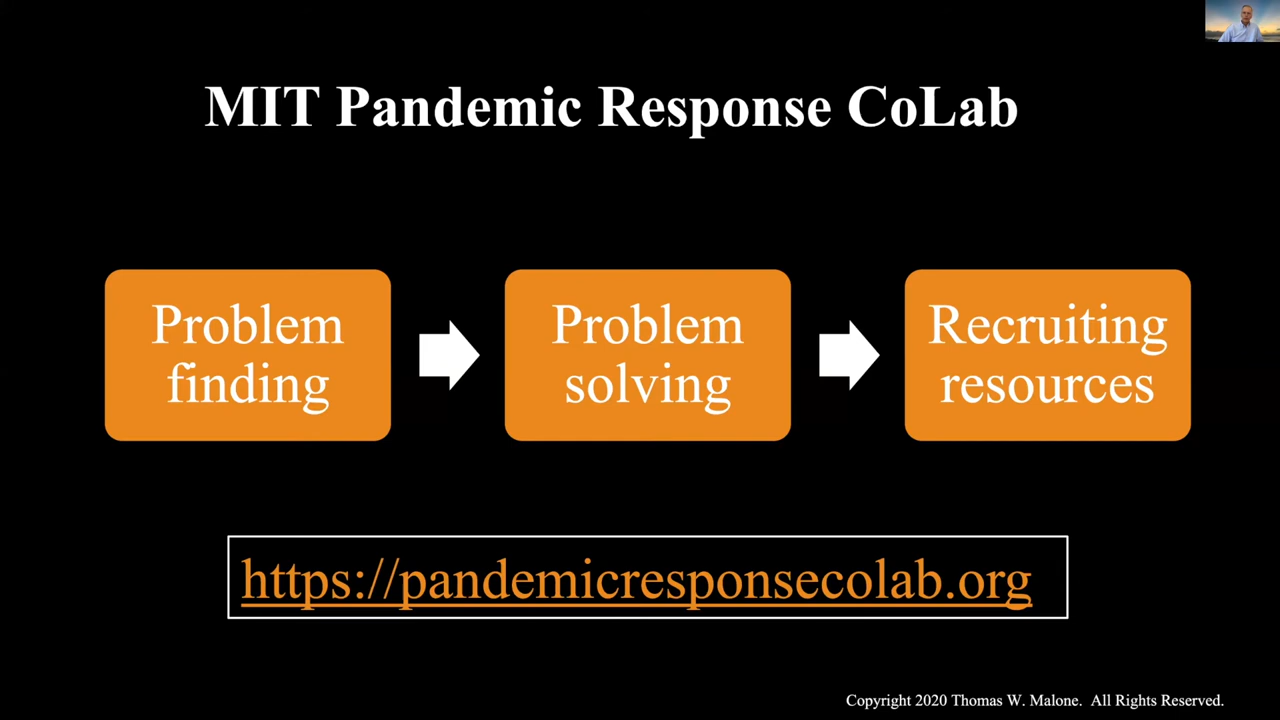 MIT Pandemic Response CoLab
Problem
finding
Problem
solving
Recruiting
resources
https://pandemicresponsecolab.org
Copyright 2020 Thomas W. Malone.  All Rights Reserved.